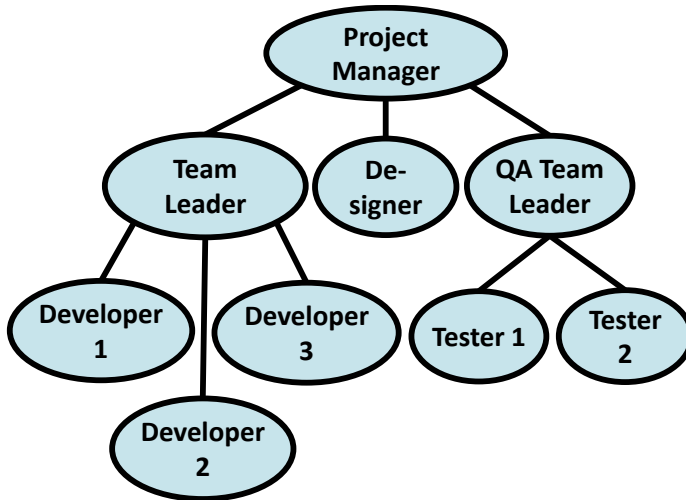 Project
Manager
Team
Leader
De-
signer
QA Team
Leader
Developer
1
Developer
3
Tester 1
Tester
2
Developer
2